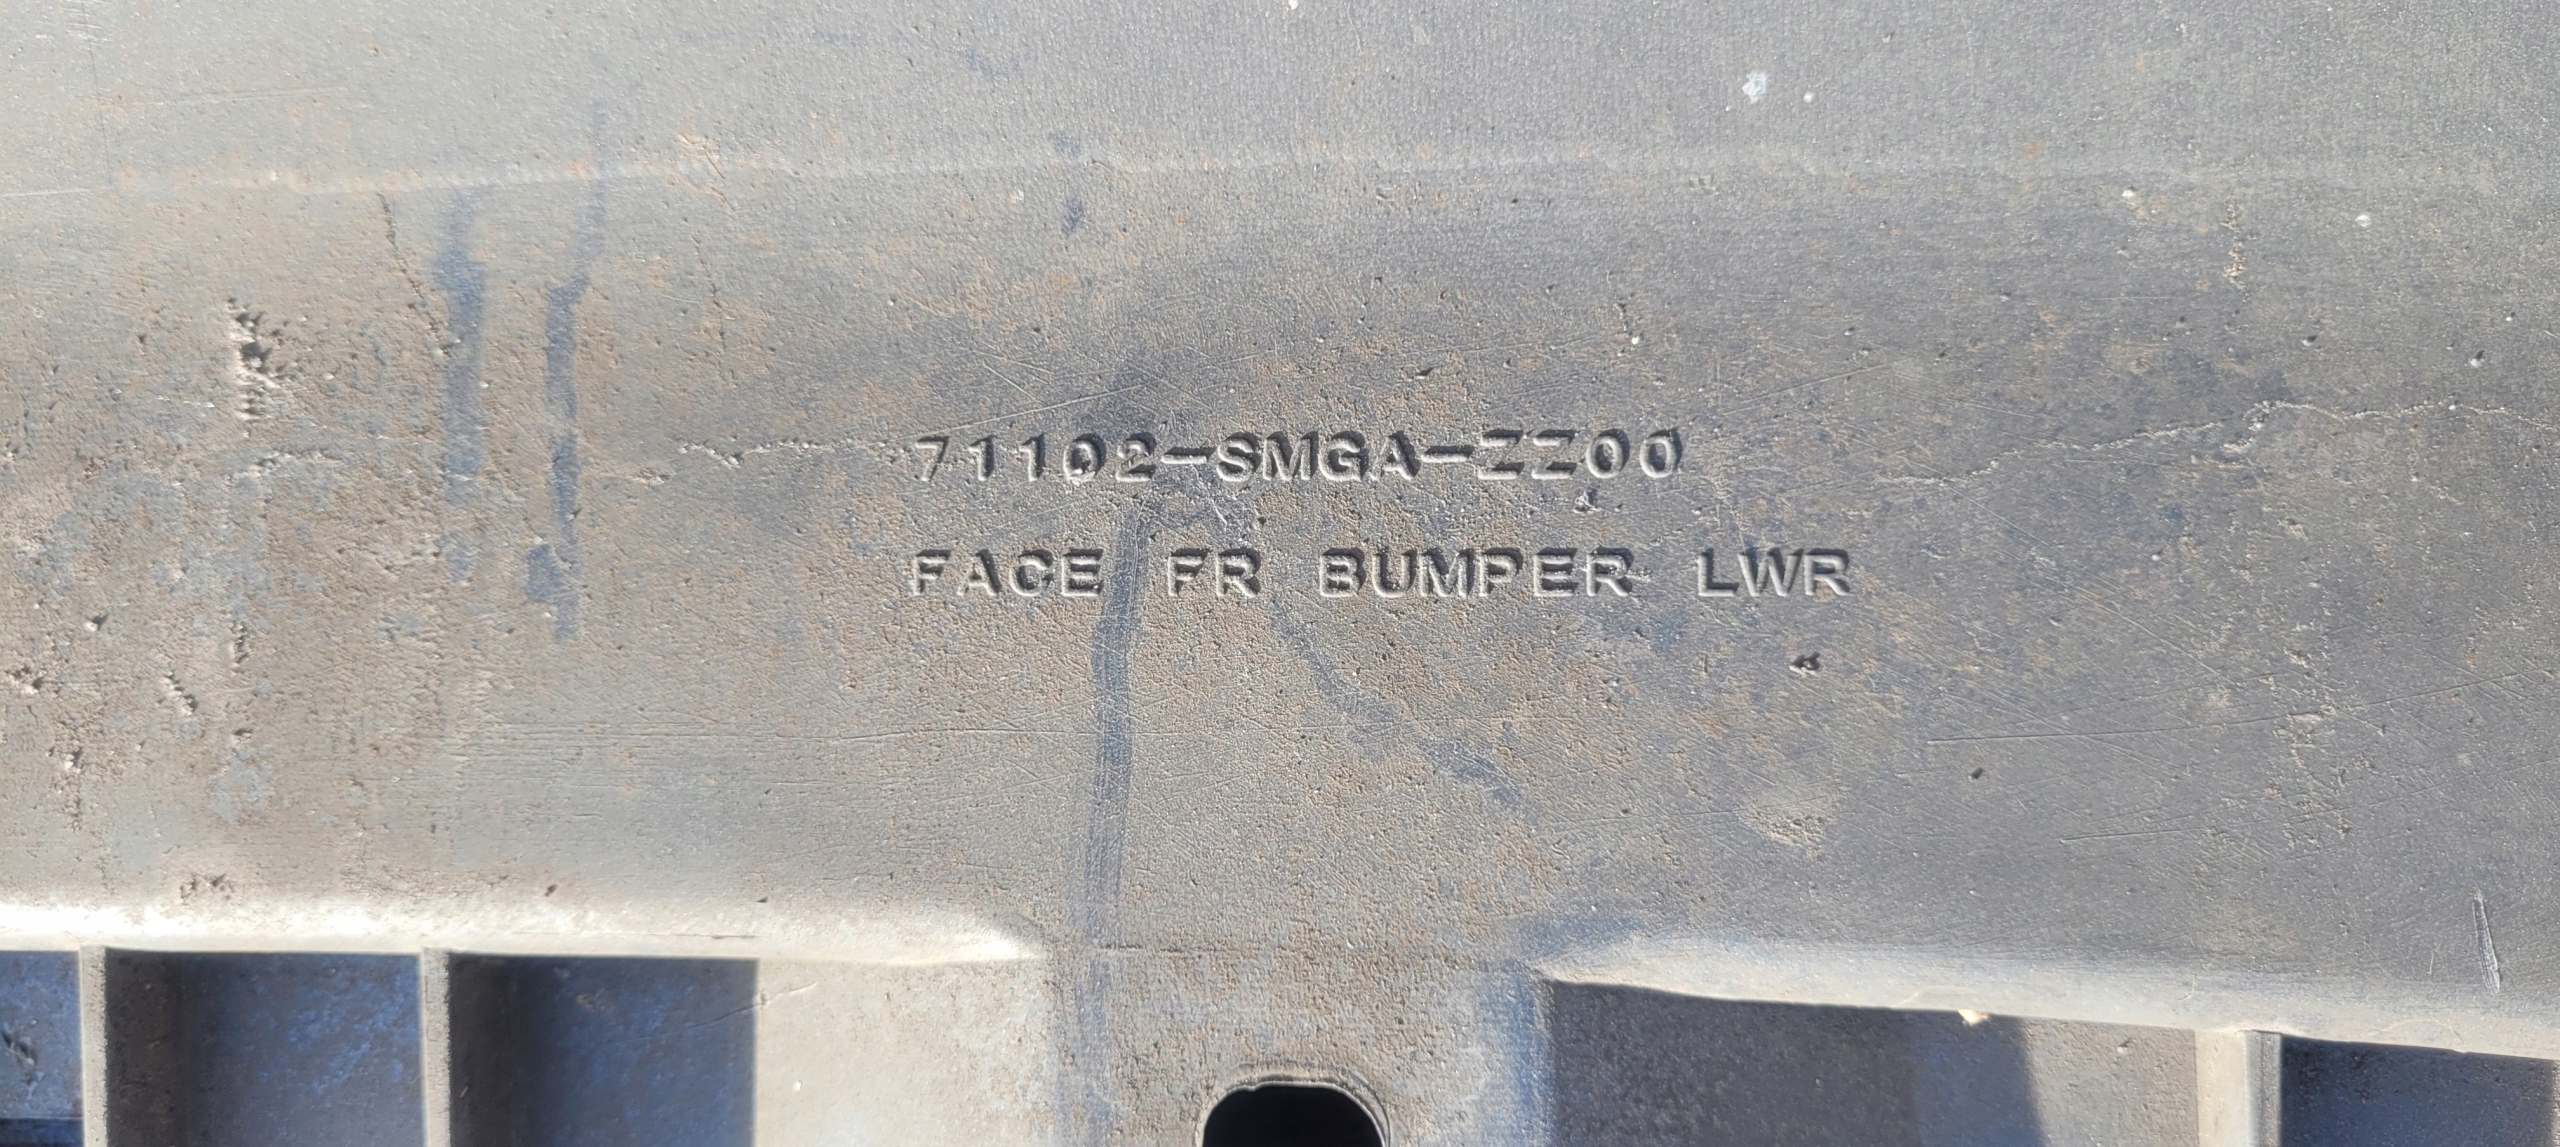 71102-SMGA-ZZ00
FACE FR BUMPER LWR